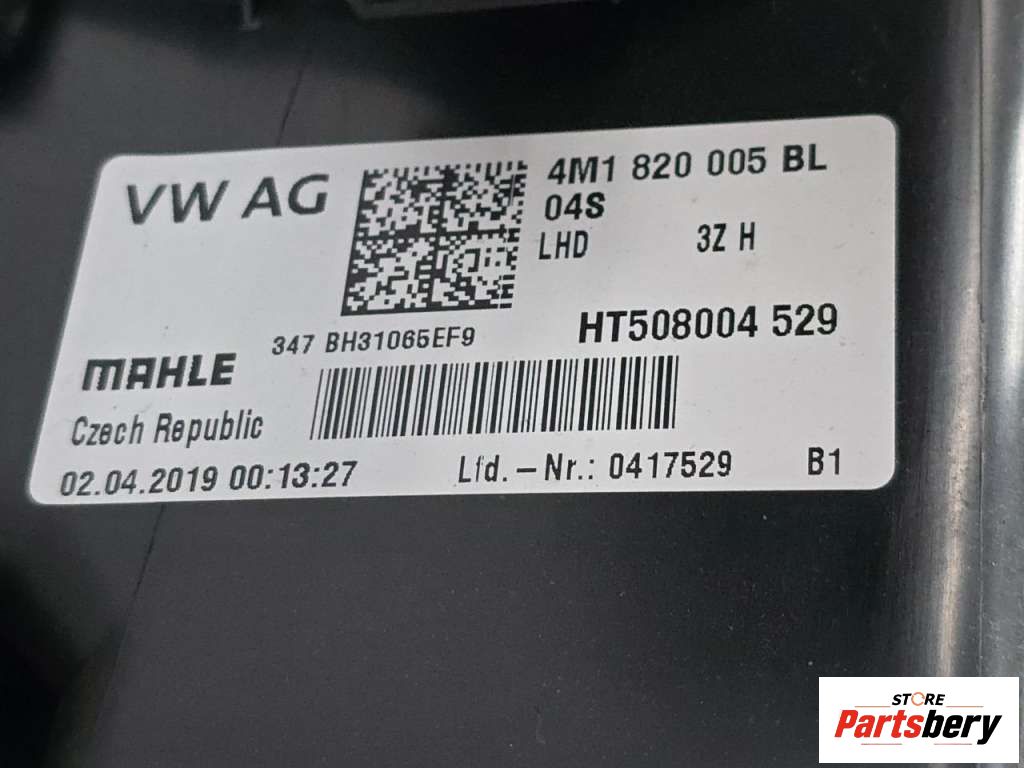 VW AG
4M1 820 005 BL
04S
LHD 3Z H
347 BH31065EF9
HT508004 529
MAHLE
Czech Republic
02.04.2019 00:13:27
Lfd. -Nr.: 0417529 B1
STORE
Partsbery